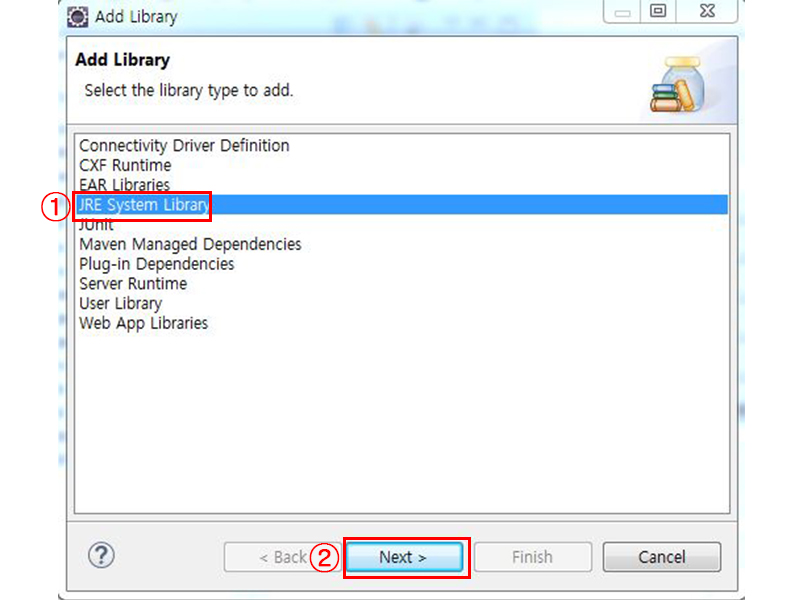 Add Library
Add Library
Select the library type to add.
Connectivity Driver Definition
CXF Runtime
EAR Libraries
① JRE System Library
JUnit
Maven Managed Dependencies
Plug-in Dependencies
Server Runtime
User Library
Web App Libraries
? < Back ② Next > Finish Cancel